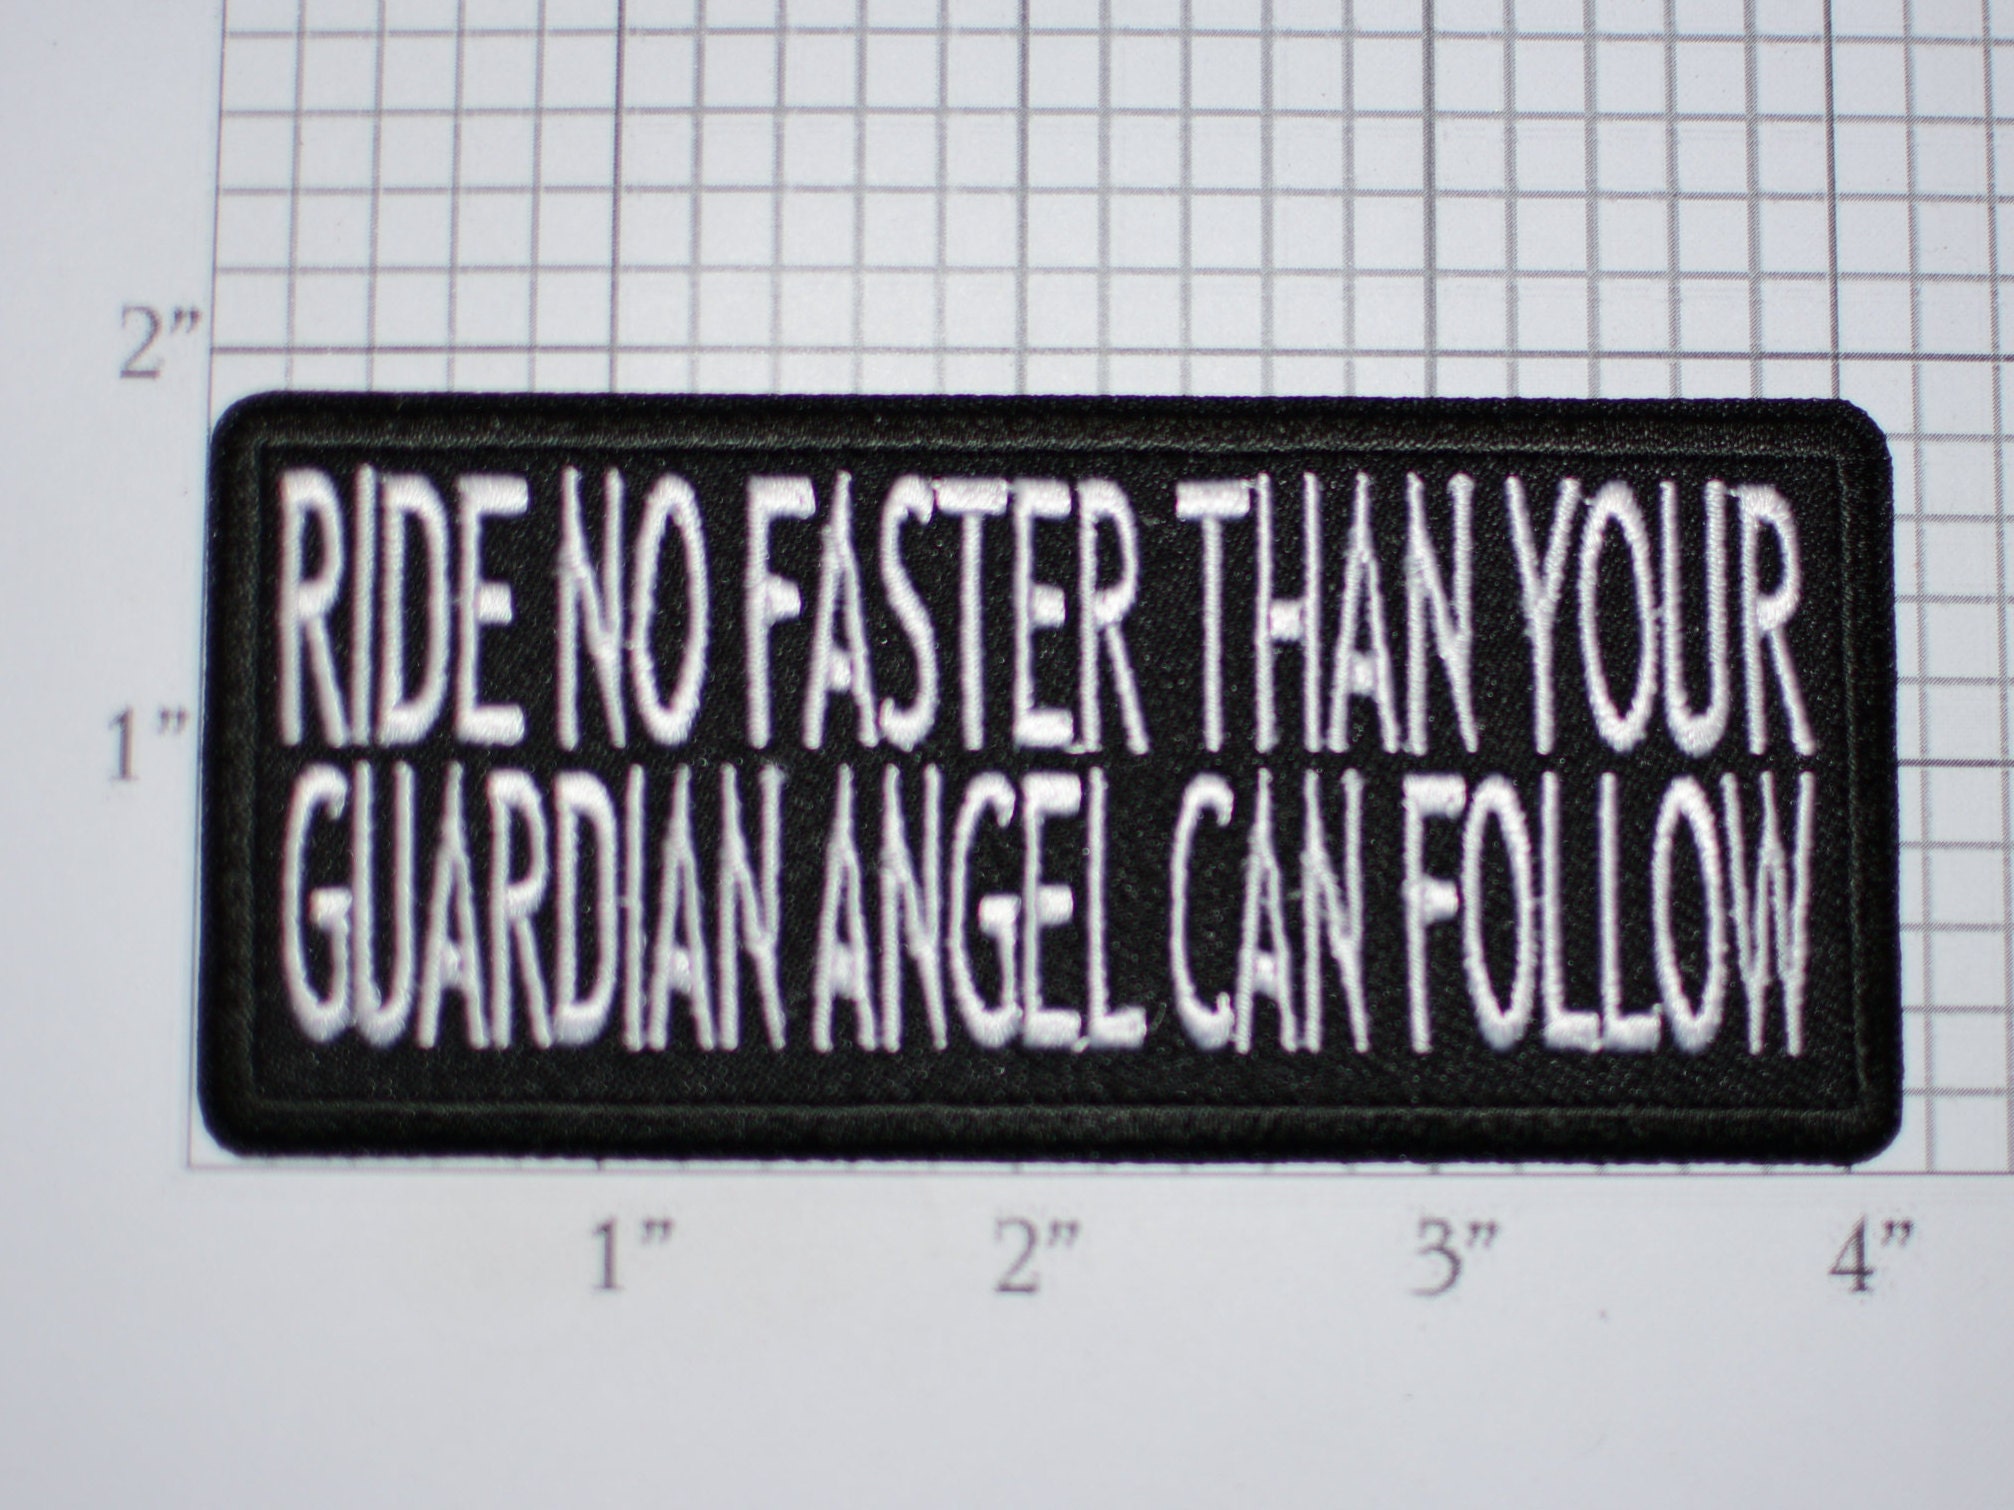 2”
RIDE NO FASTER THAN YOUR
GUARDIAN ANGEL CAN FOLLOW
1”
1” 2” 3” 4”